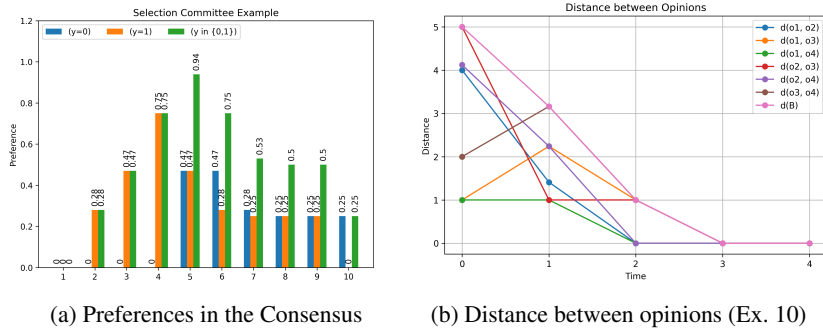 Selection Committee Example
(y=0) (y=1) (y in {0,1})
Preference
1.2
1.0
0.8
0.6
0.4
0.2
0.0
0 0 0
0 0.28 0.28
0 0.47 0.47
0 0.75 0.75
0.47 0.47 0.94
0.47 0.28 0.75
0.28 0.25 0.53
0.25 0.25 0.5
0.25 0.25 0.5
0.25 0 0.25
1 2 3 4 5 6 7 8 9 10
(a) Preferences in the Consensus
Distance between Opinions
d(o1, o2)
d(o1, o3)
d(o1, o4)
d(o2, o3)
d(o2, o4)
d(o3, o4)
d(B)
Distance
5
4
3
2
1
0
0 1 2 3 4
Time
(b) Distance between opinions (Ex. 10)